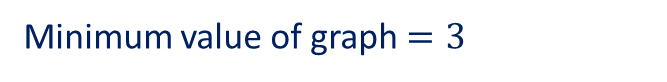 Minimum value of graph = 3